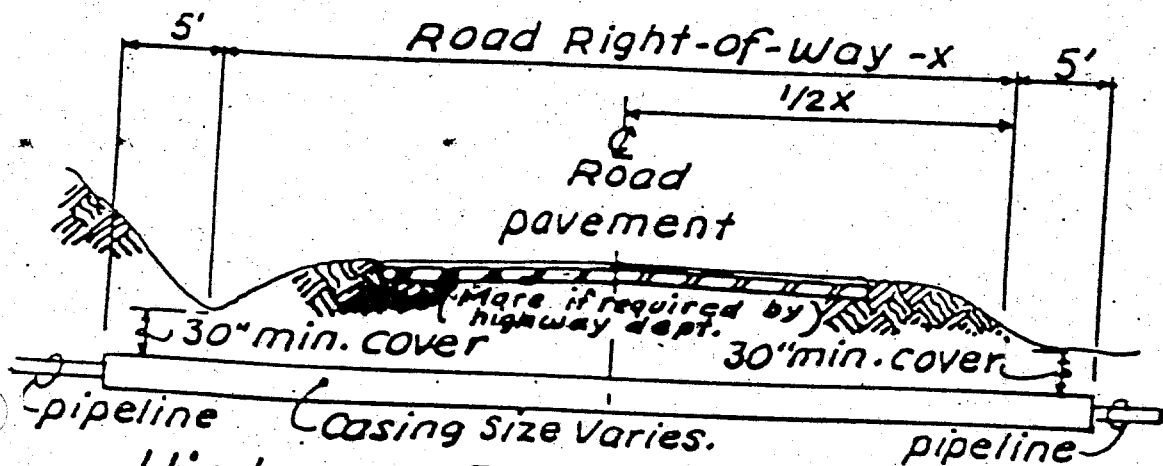 5'
Road Right-of-Way -x
5'
1/2X
℄
Road
pavement
(More if required by)
highway dept.
30" min. cover
30" min. cover
pipeline
Casing Size Varies.
pipeline